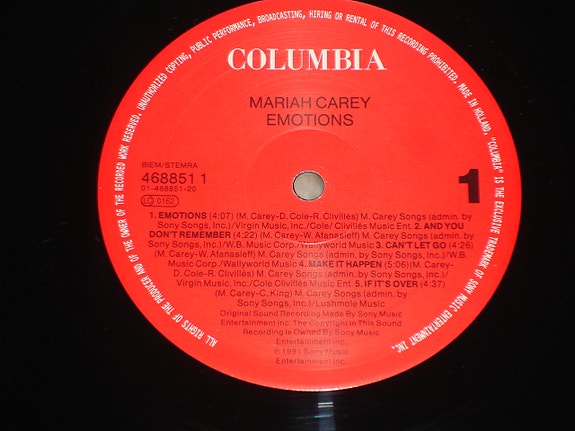 ALL RIGHTS OF THE PRODUCER AND OF THE OWNER OF THE RECORDED WORK RESERVED. UNAUTHORIZED COPYING, PUBLIC PERFORMANCE, BROADCASTING, HIRING OR RENTAL OF THIS RECORDING PROHIBITED. MADE IN HOLLAND. "COLUMBIA" IS THE EXCLUSIVE TRADEMARK OF SONY MUSIC ENTERTAINMENT INC.
COLUMBIA
MARIAH CAREY
EMOTIONS
BIEM/STEMRA
468851 1
01-468851-20
LC 0162
1
1. EMOTIONS (4:07) (M. Carey-D. Cole-R. Clivillés) M. Carey Songs (admin. by
Sony Songs, Inc.)/Virgin Music, Inc./Cole/ Clivilles Music Ent. 2. AND YOU
DON'T REMEMBER (4:22) (M. Carey-W. Afanasieff) M. Carey Songs (admin. by
Sony Songs, Inc.)/W.B. Music Corp./Wallyworld Music 3. CAN'T LET GO (4:26)
(M. Carey-W. Afanasieff) M. Carey Songs (admin. by Sony Songs, Inc.)/W.B.
Music Corp./Wallyworld Music 4. MAKE IT HAPPEN (5:06) (M. Carey-
D. Cole-R. Clivillés) M. Carey Songs (admin. by Sony Songs, Inc.)/
Virgin Music, Inc./Cole Clivilles Music Ent. 5. IF IT'S OVER (4:37)
(M. Carey-C. King) M. Carey Songs (admin. by
Sony Songs, Inc.)/Lushmole Music
Original Sound Recording Made By Sony Music
Entertainment Inc. The Copyright In This Sound
Recording Is Owned By Sony Music
Entertainment Inc.
© 1991 Sony Music
Entertainment Inc.